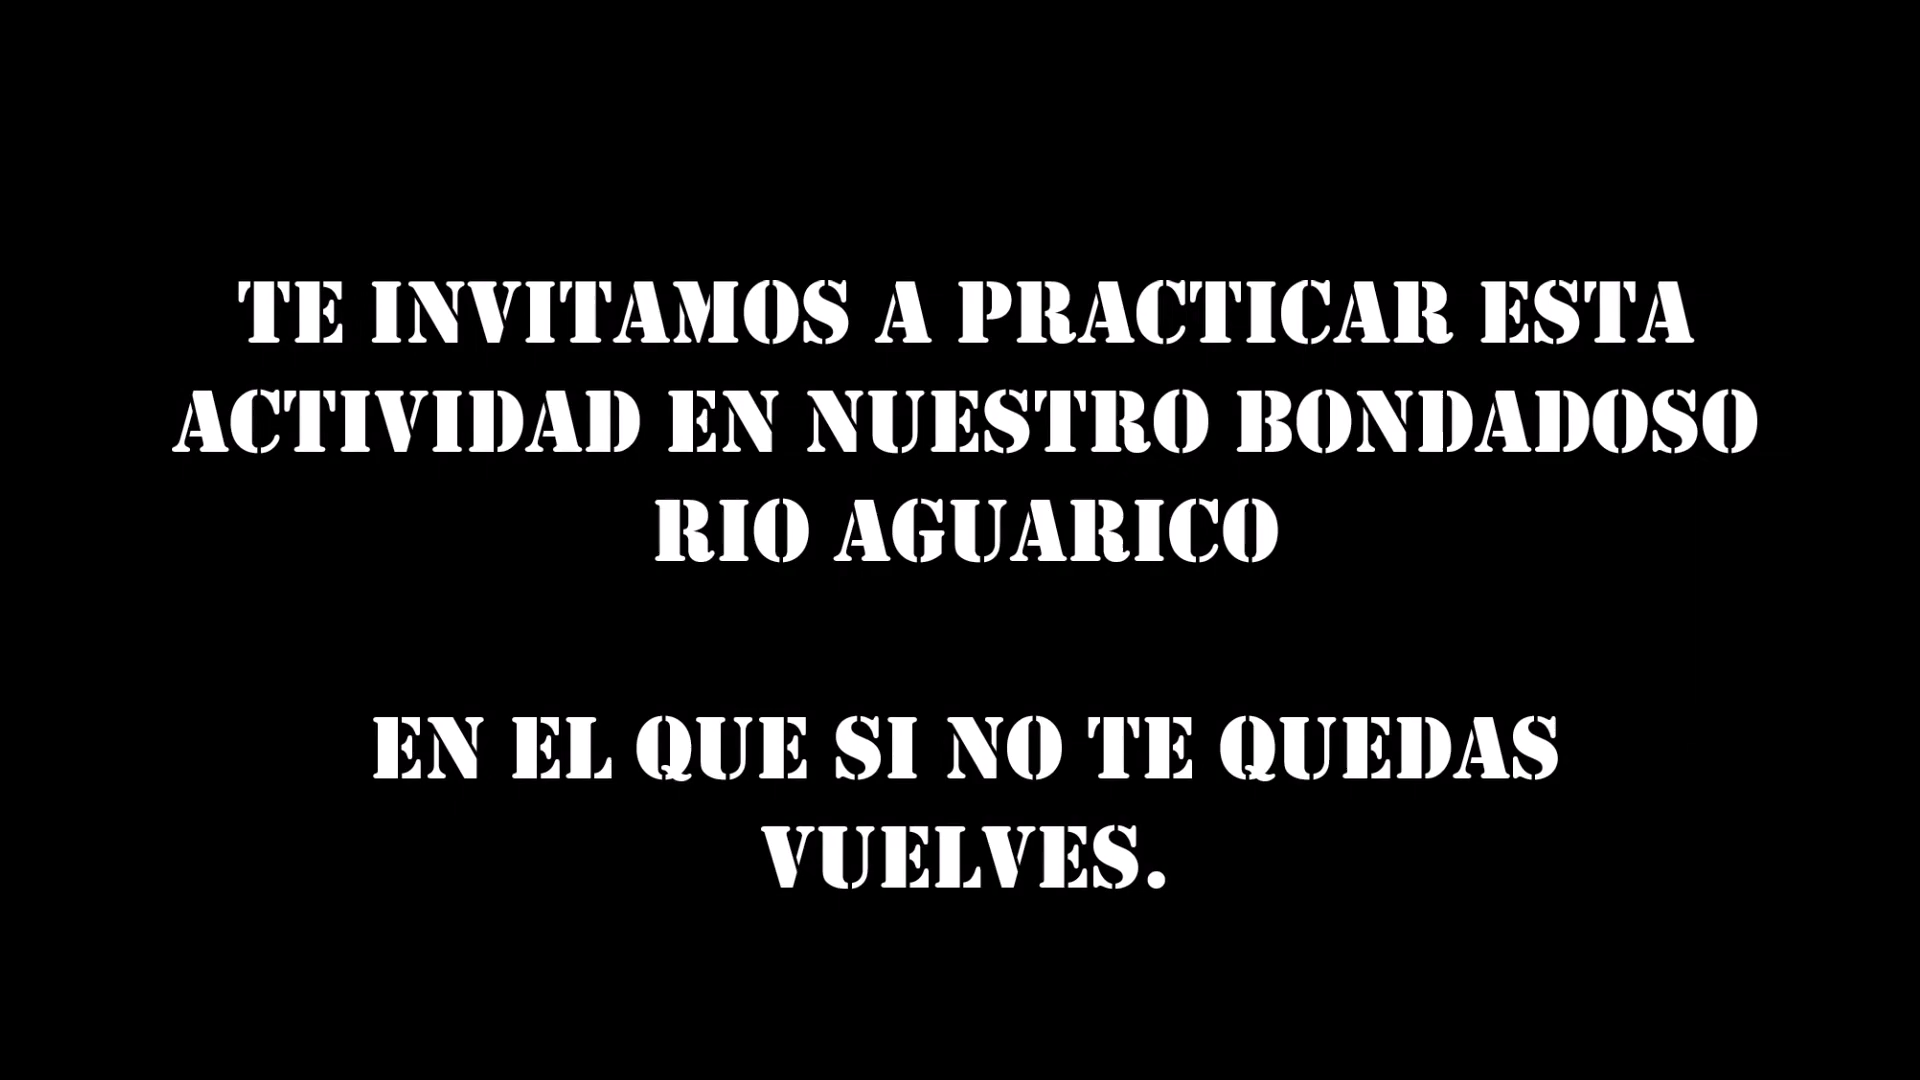 TE INVITAMOS A PRACTICAR ESTA
ACTIVIDAD EN NUESTRO BONDADOSO
RIO AGUARICO
EN EL QUE SI NO TE QUEDAS
VUELVES.